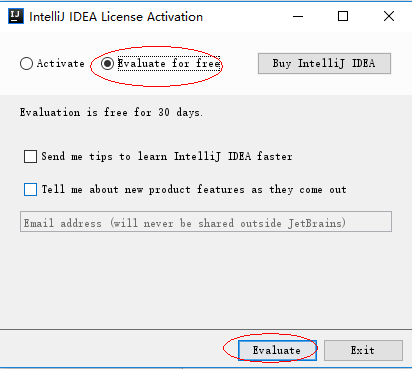 IJ IntelliJ IDEA License Activation
Activate Evaluate for free Buy IntelliJ IDEA
Evaluation is free for 30 days.
Send me tips to learn IntelliJ IDEA faster
Tell me about new product features as they come out
Email address (will never be shared outside JetBrains)
Evaluate Exit